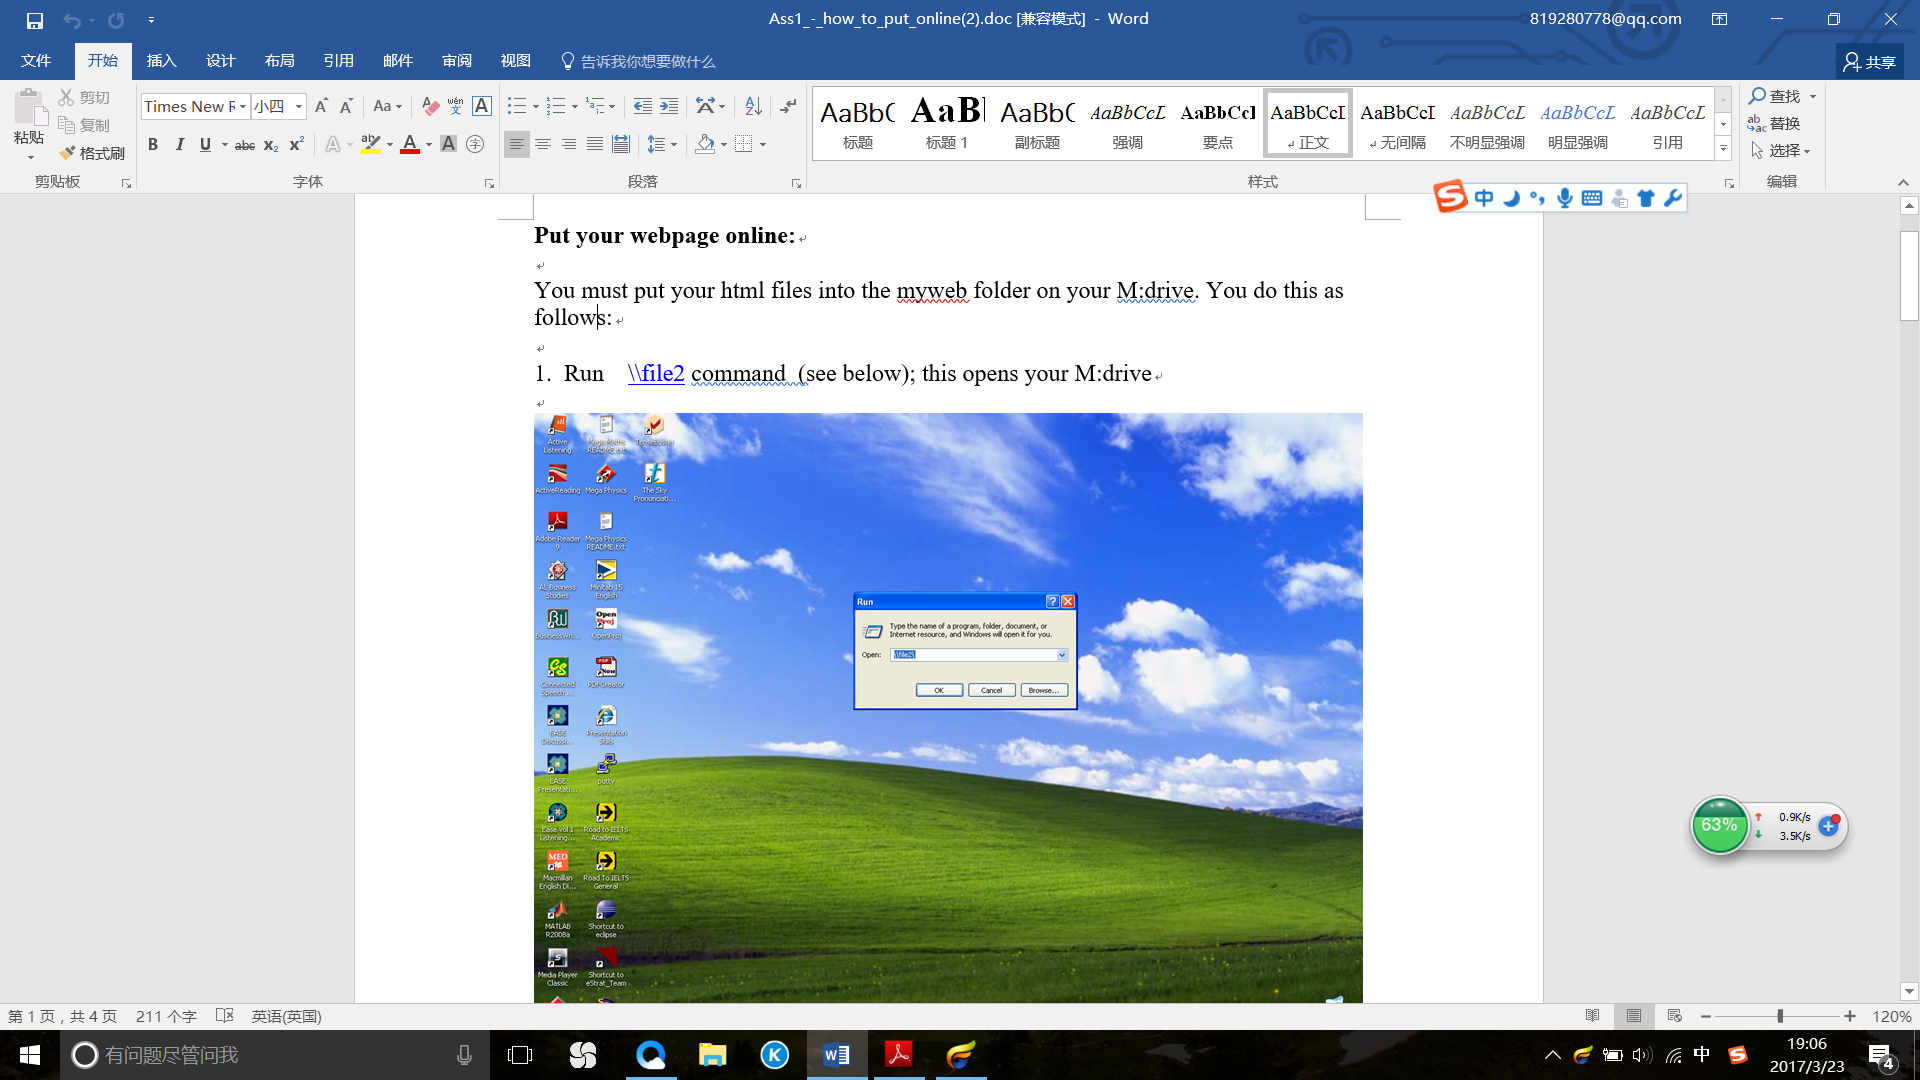 Ass1_-_how_to_put_online(2).doc [兼容模式] - Word
819280778@qq.com
文件 开始 插入 设计 布局 引用 邮件 审阅 视图 告诉我你想要做什么
共享
粘贴
剪切
复制
格式刷
剪贴板
Times New R 小四
字体
段落
AaBbC AaBl AaBbC AaBbCcL AaBbCcI AaBbCcI AaBbCcI AaBbCcL AaBbCcL AaBbCcL
标题 标题 1 副标题 强调 要点 正文 无间隔 不明显强调 明显强调 引用
样式
查找
替换
选择
编辑
中
Put your webpage online:
You must put your html files into the myweb folder on your M:drive. You do this as
follows:
1. Run \\file2 command (see below); this opens your M:drive
Active Listening
Mega Maths README.txt
TenseBuster
ActiveReading
Mega Physics
The Sky Pronunciati...
Adobe Reader 9
Mega Physics README.txt
AL Business Studies
Minitab 15 English
BusinessWri...
OpenProj
Connected Speech ...
PDFCreator
EASE Discussi...
Presentation Skills
EASE Presentati...
putty
Ease vol 1 Listening...
Road to IELTS Academic
Macmillan English Di...
Road To IELTS General
MATLAB R2008a
Shortcut to eclipse
Media Player Classic
Shortcut to eStrat_Team
Run
Type the name of a program, folder, document, or
Internet resource, and Windows will open it for you.
Open: \\file2\
OK Cancel Browse...
63%
0.9K/s
3.5K/s
第 1 页，共 4 页 211 个字 英语(英国)
120%
有问题尽管问我
中
19:06
2017/3/23
4